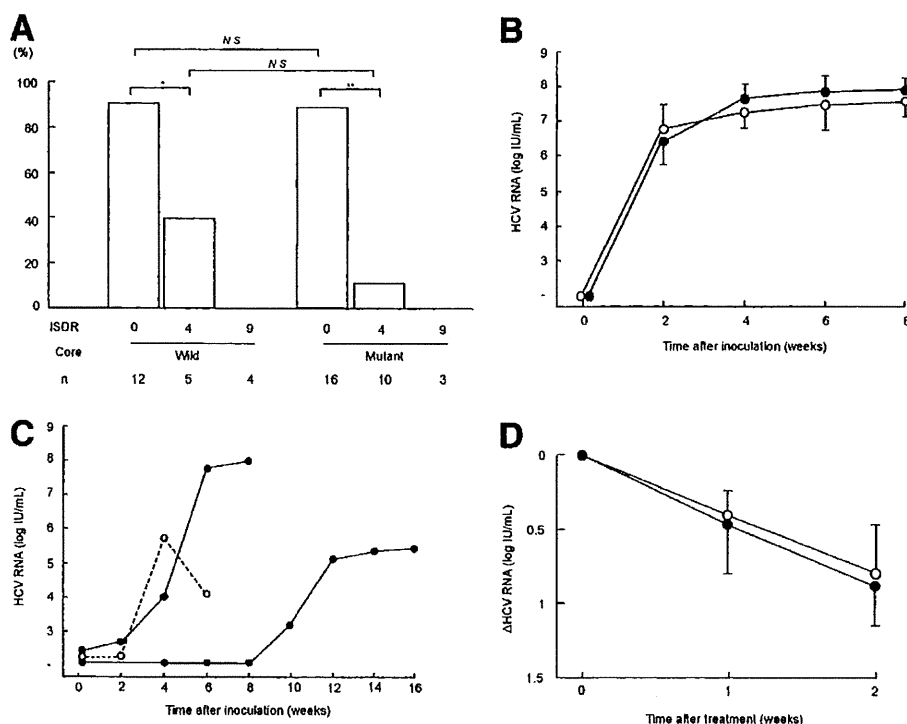 A
(%)
NS
NS
*
**
100
80
60
40
20
0
ISDR 0 4 9 0 4 9
Core Wild Mutant
n 12 5 4 16 10 3
B
HCV RNA (log IU/mL)
9
8
7
6
5
4
3
-
0 2 4 6 8
Time after inoculation (weeks)
C
HCV RNA (log IU/mL)
9
8
7
6
5
4
3
-
0 2 4 6 8 10 12 14 16
Time after inoculation (weeks)
D
ΔHCV RNA (log IU/mL)
0
0.5
1
1.5
0 1 2
Time after treatment (weeks)